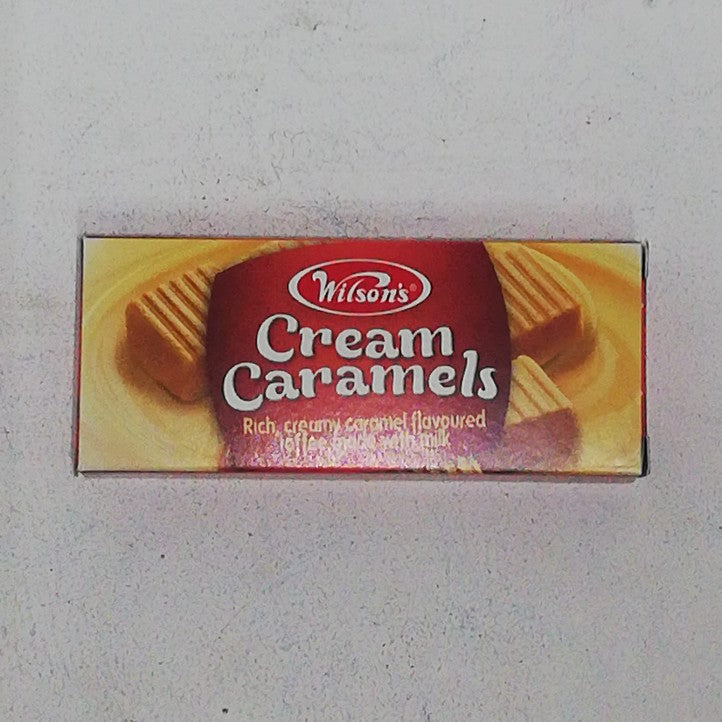 Wilson's®
Cream
Caramels
Rich, creamy caramel flavoured
toffee made with milk